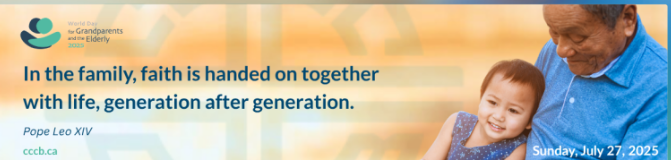 World Day
for Grandparents
and the Elderly
2025
In the family, faith is handed on together
with life, generation after generation.
Pope Leo XIV
cccb.ca
Sunday, July 27, 2025